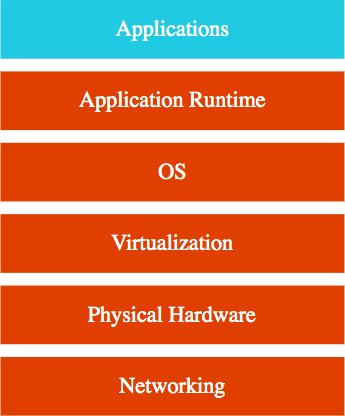 Applications
Application Runtime
OS
Virtualization
Physical Hardware
Networking